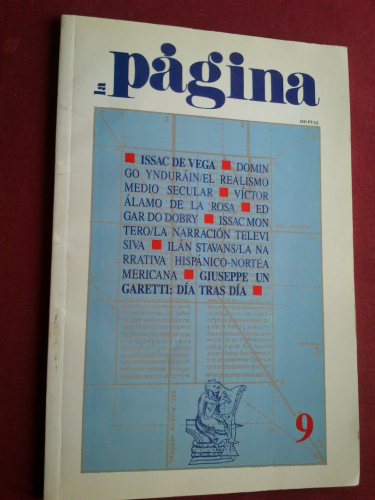 la página
600 PTAS
■ ISSAC DE VEGA ■ DOMIN
GO YNDURÁIN/EL REALISMO
MEDIO SECULAR ■ VÍCTOR
ÁLAMO DE LA ROSA ■ ED
GAR DO DOBRY ■ ISSAC MON
TERO/LA NARRACIÓN TELEVI
SIVA ■ ILÁN STAVANS/LA NA
RRATIVA HISPÁNICO-NORTEA
MERICANA ■ GIUSEPPE UN
GARETTI: DÍA TRAS DÍA ■
9